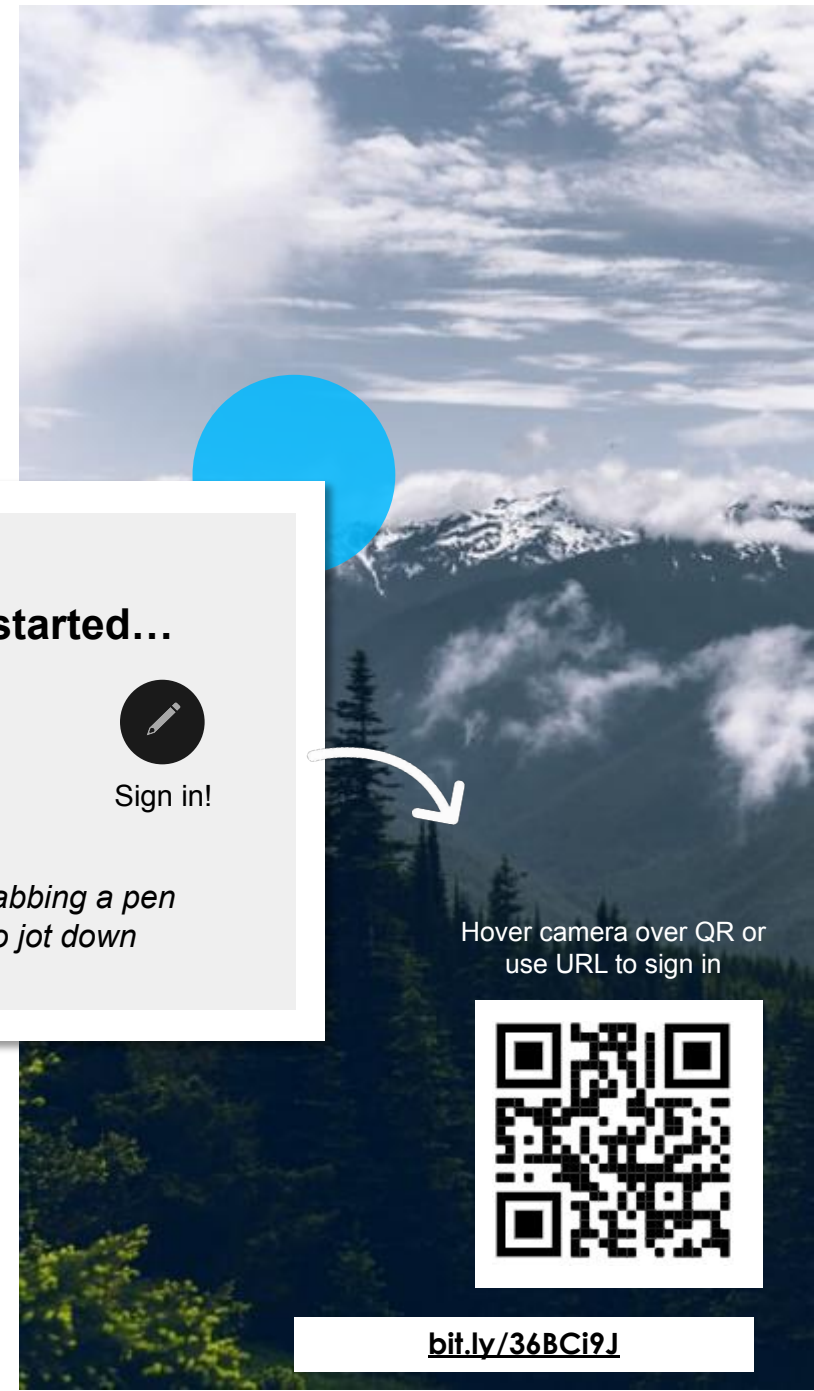 started…
Sign in!
abbing a pen
o jot down
Hover camera over QR or
use URL to sign in
bit.ly/36BCi9J